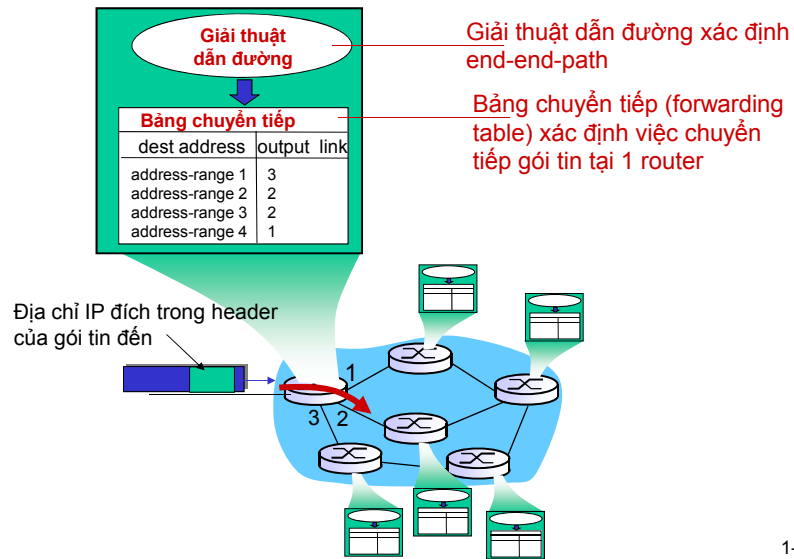 Giải thuật
dẫn đường
Giải thuật dẫn đường xác định
end-end-path
Bảng chuyển tiếp
dest address output link
address-range 1 3
address-range 2 2
address-range 3 2
address-range 4 1
Bảng chuyển tiếp (forwarding
table) xác định việc chuyển
tiếp gói tin tại 1 router
Địa chỉ IP đích trong header
của gói tin đến
1
3 2
1-